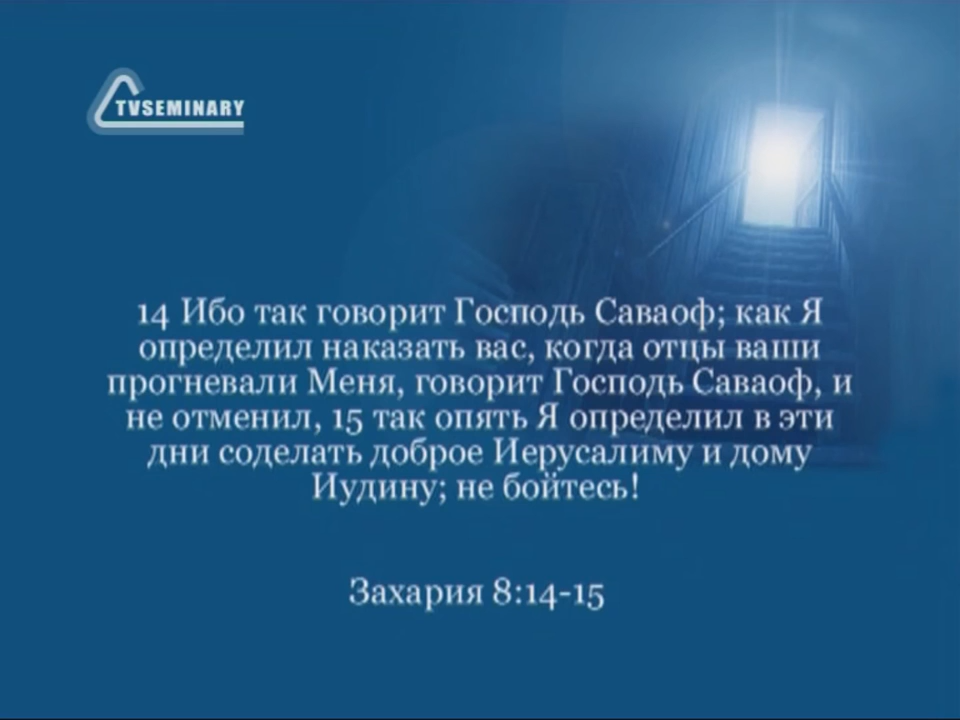 TVSEMINARY
14 Ибо так говорит Господь Саваоф; как Я
определил наказать вас, когда отцы ваши
прогневали Меня, говорит Господь Саваоф, и
не отменил, 15 так опять Я определил в эти
дни соделать доброе Иерусалиму и дому
Иудину; не бойтесь!
Захария 8:14-15